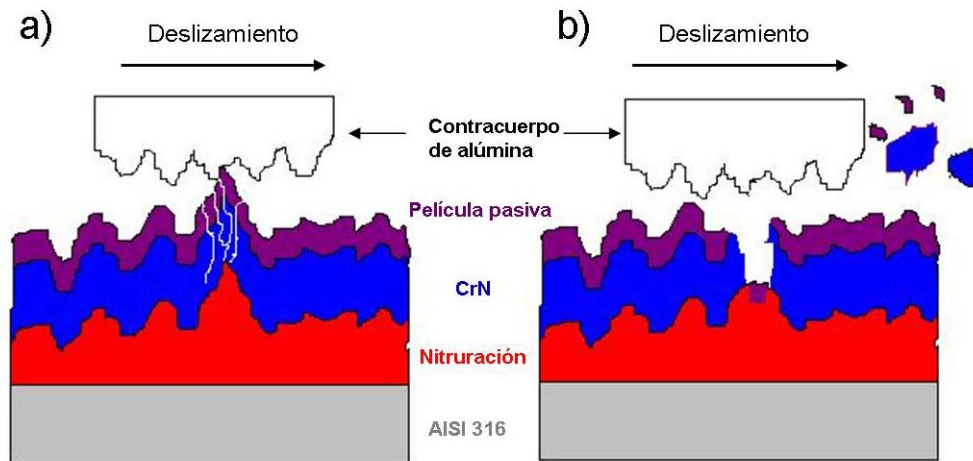 a)
Deslizamiento
b)
Deslizamiento
Contracuerpo
de alúmina
Película pasiva
CrN
Nitruración
AISI 316